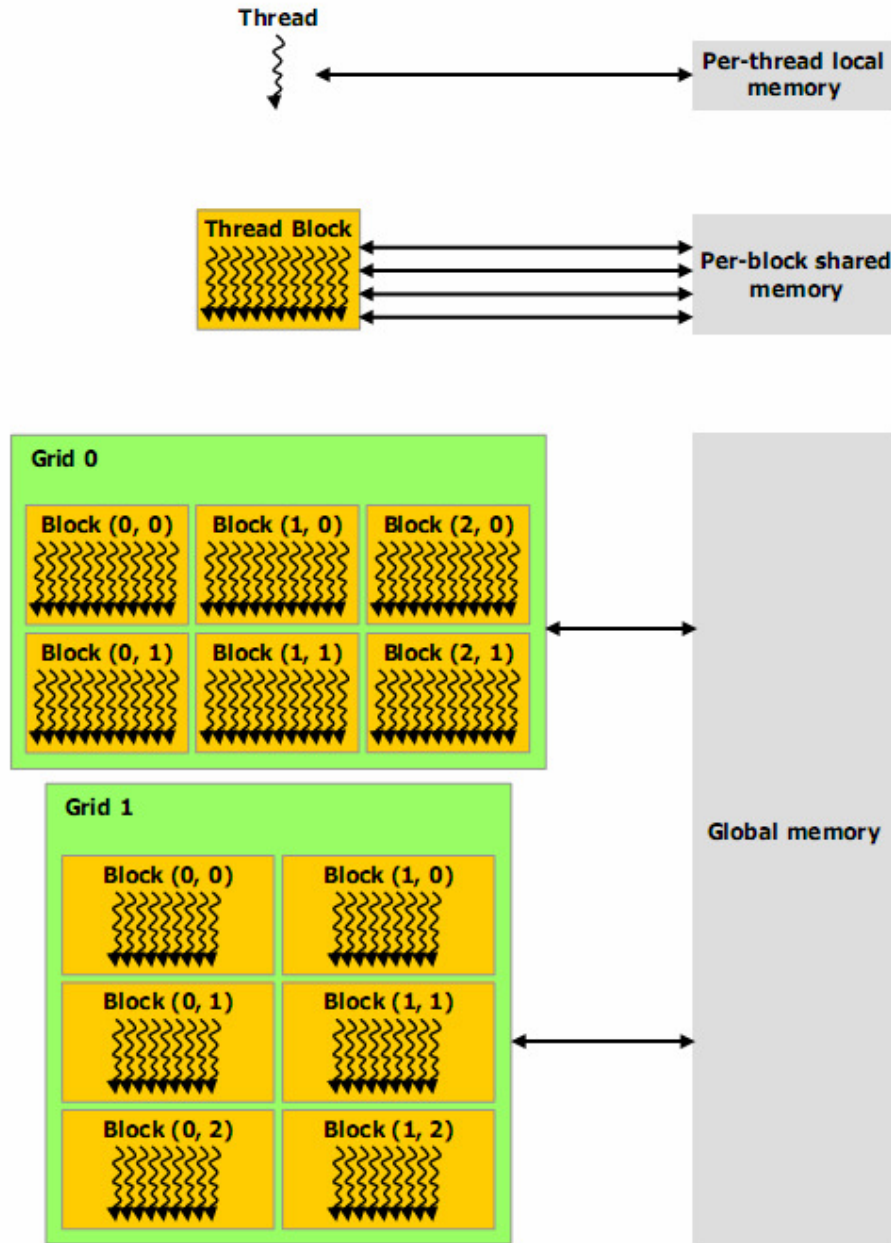 Thread
Per-thread local
memory
Thread Block
Per-block shared
memory
Grid 0
Block (0, 0)
Block (1, 0)
Block (2, 0)
Block (0, 1)
Block (1, 1)
Block (2, 1)
Grid 1
Global memory
Block (0, 0)
Block (1, 0)
Block (0, 1)
Block (1, 1)
Block (0, 2)
Block (1, 2)